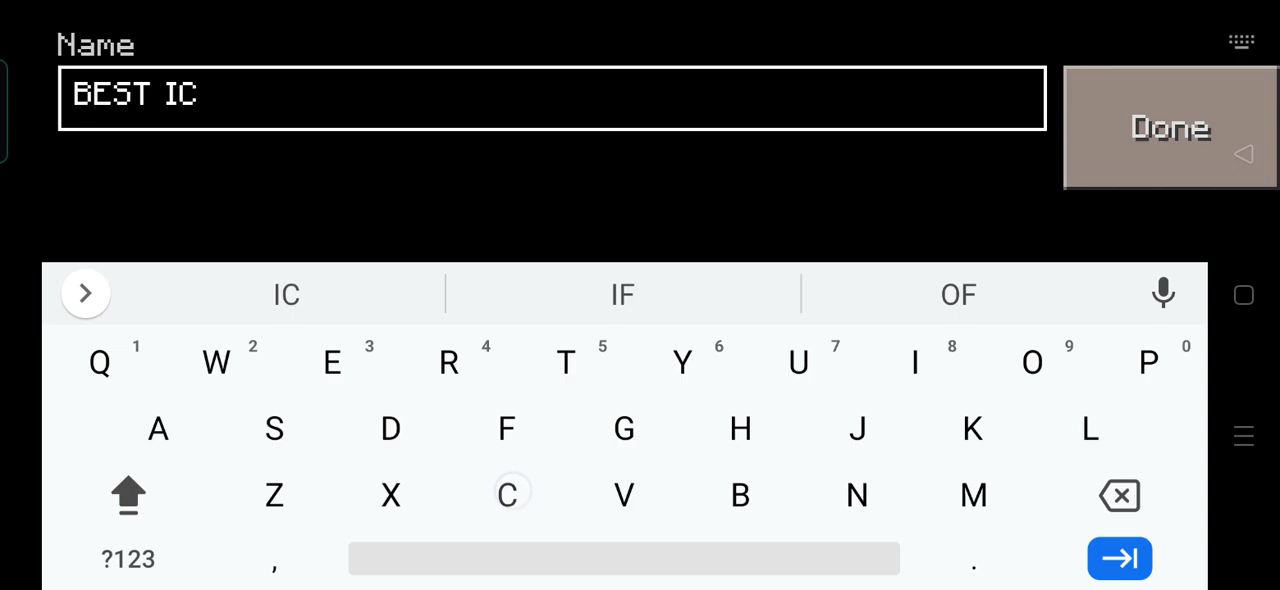 Name
BEST IC
Done
IC IF OF
Q 1 W 2 E 3 R 4 T 5 Y 6 U 7 I 8 O 9 P 0
A S D F G H J K L
Z X C V B N M
?123 , .